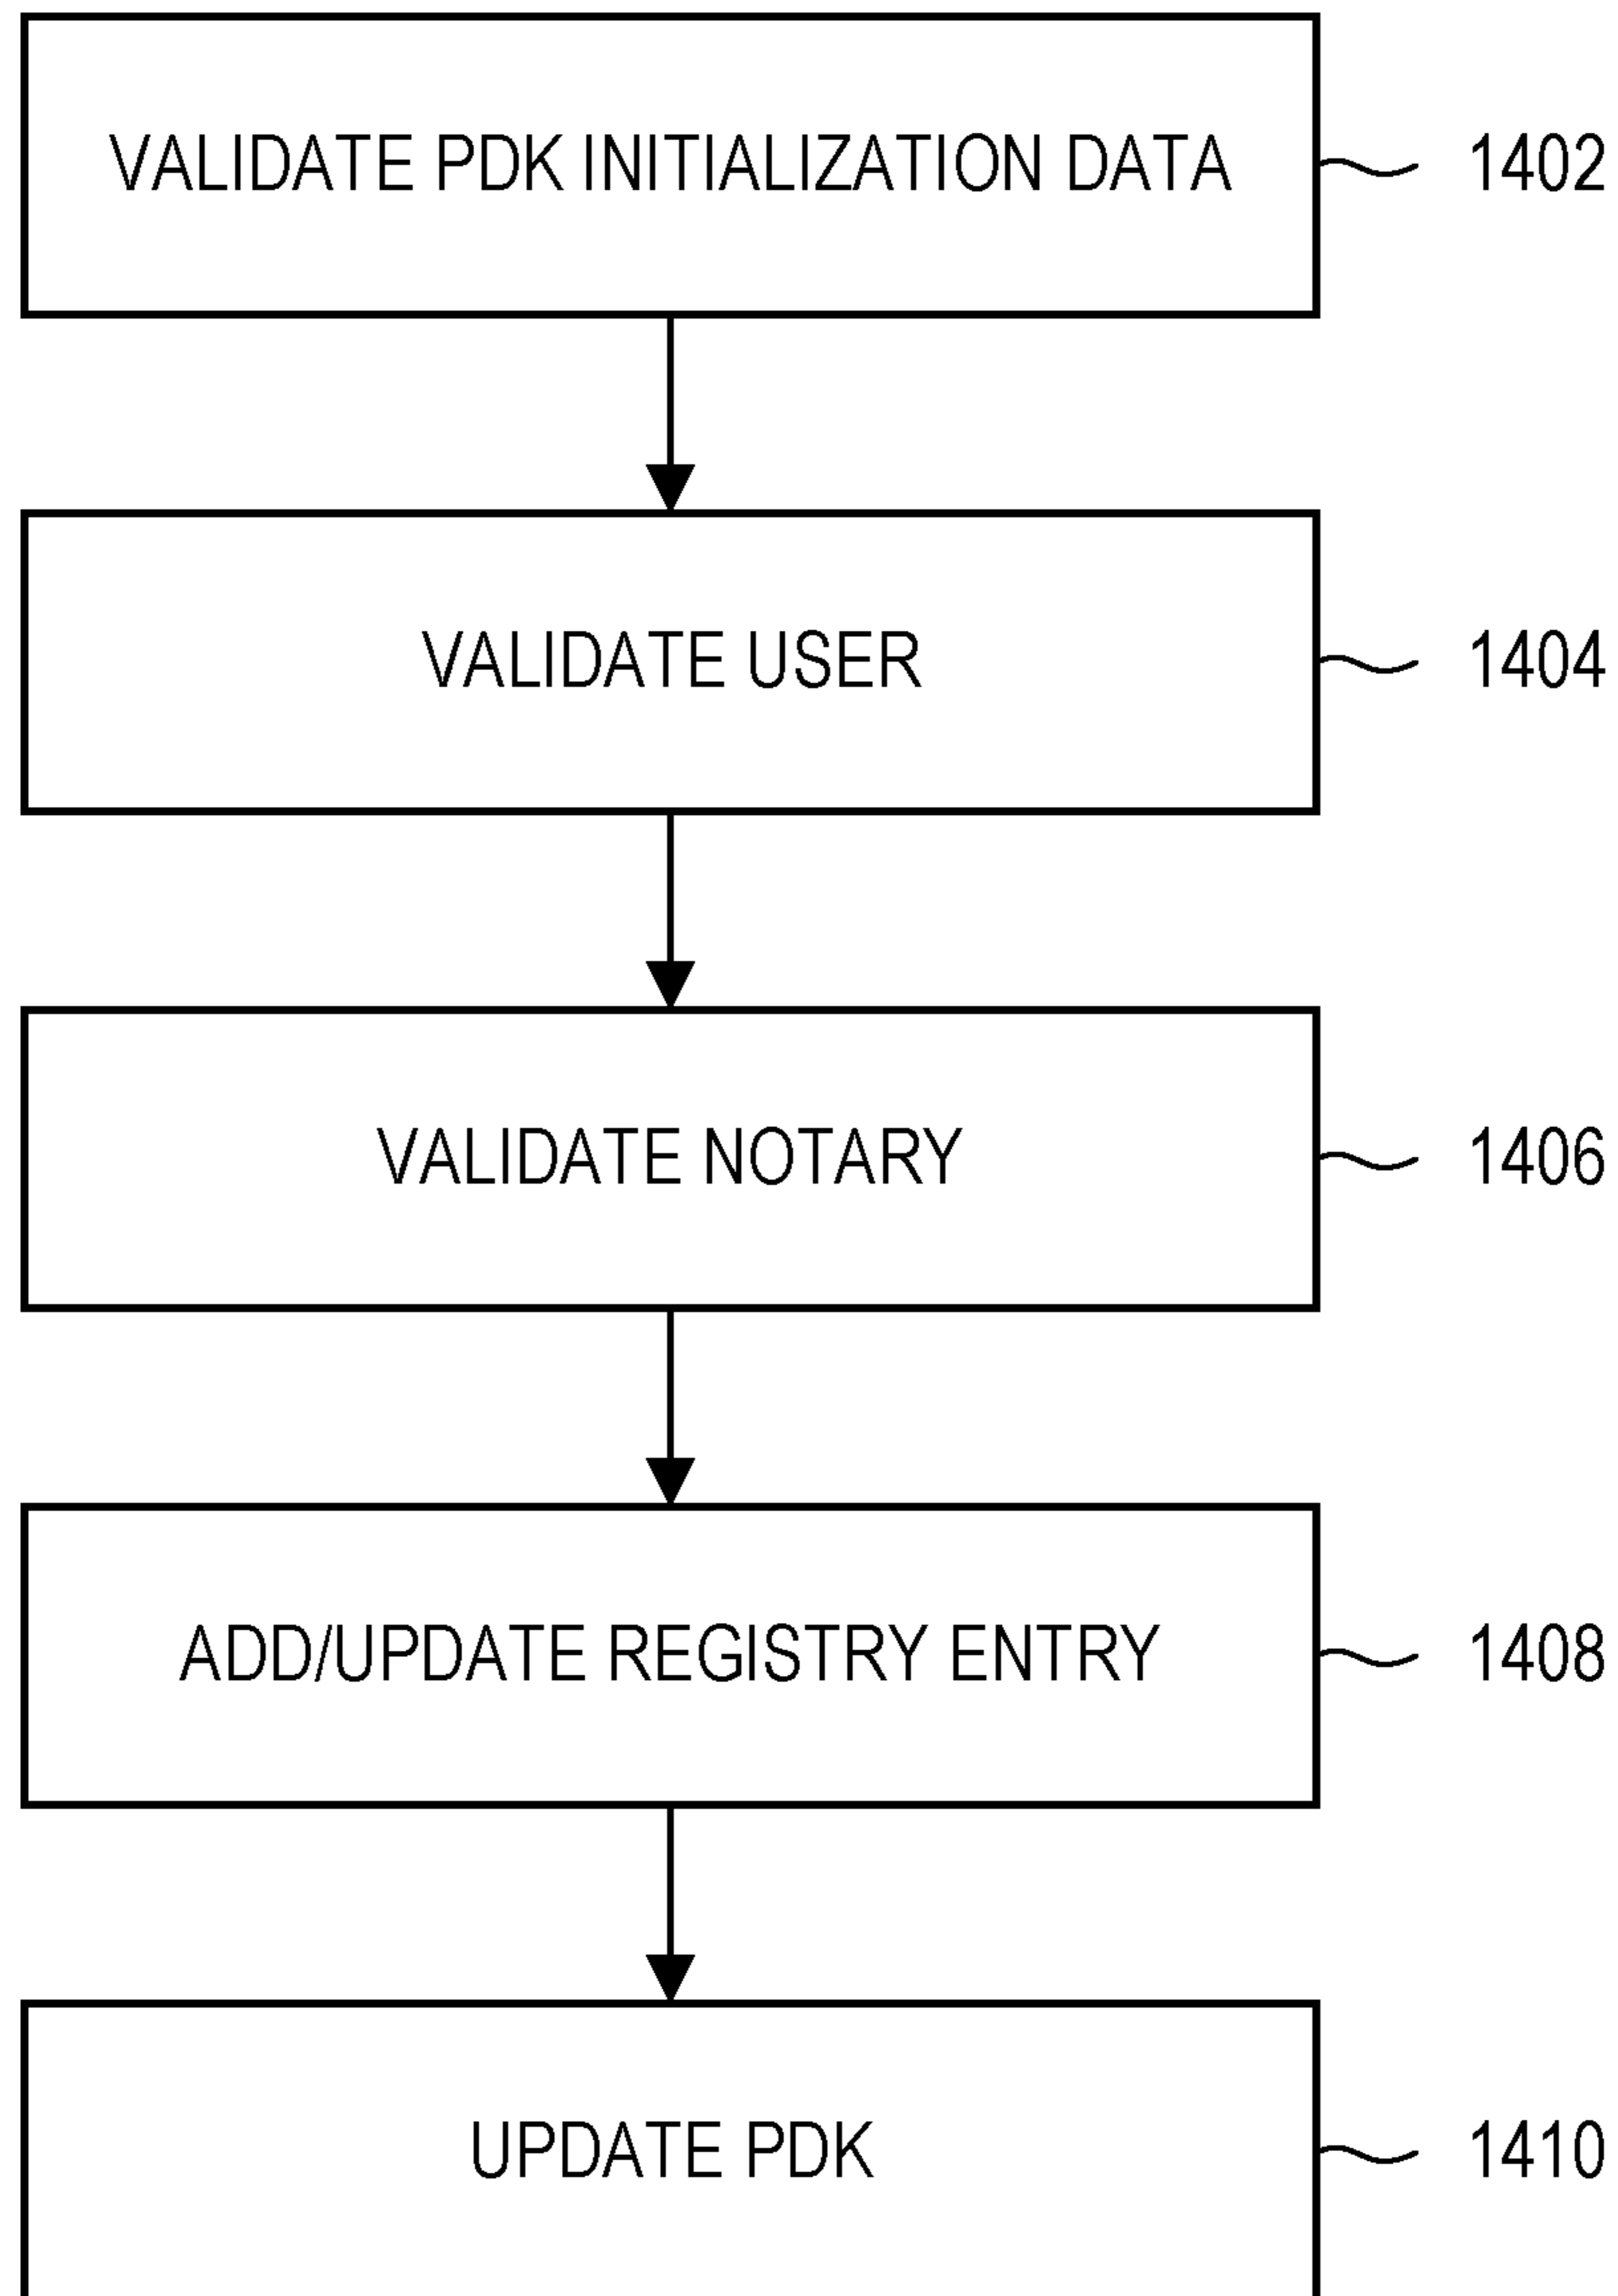 VALIDATE PDK INITIALIZATION DATA 1402
VALIDATE USER 1404
VALIDATE NOTARY 1406
ADD/UPDATE REGISTRY ENTRY 1408
UPDATE PDK 1410